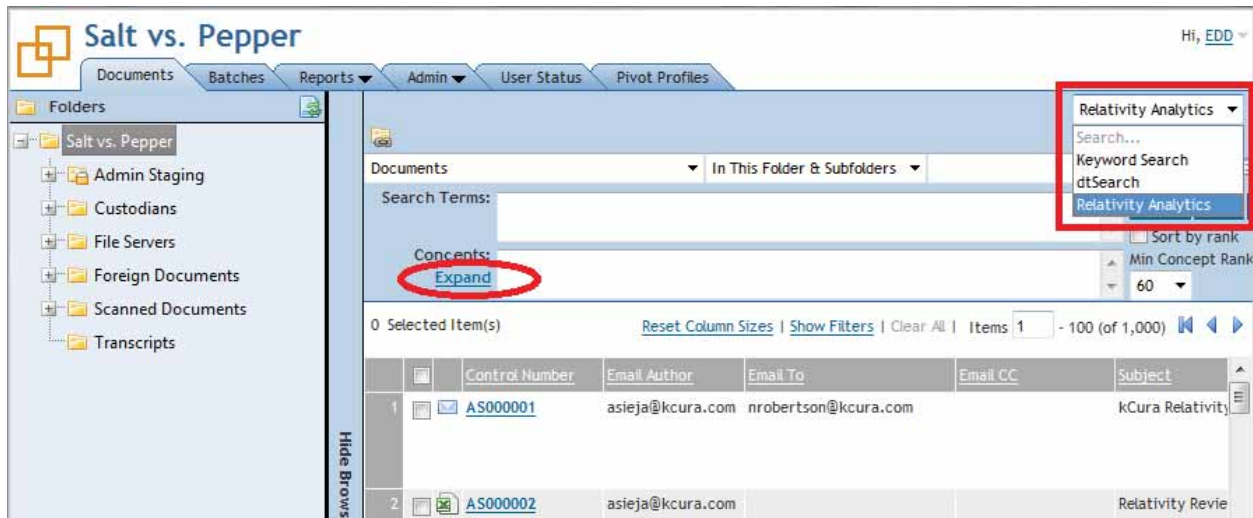 Salt vs. Pepper
Hi, EDD
Documents Batches Reports Admin User Status Pivot Profiles
Folders
Relativity Analytics
Salt vs. Pepper
Search...
Admin Staging
Keyword Search
Documents In This Folder & Subfolders
dtSearch
Custodians
Search Terms:
Relativity Analytics
File Servers
Sort by rank
Concepts:
Min Concept Rank
Foreign Documents
Expand
60
Scanned Documents
0 Selected Item(s) Reset Column Sizes | Show Filters | Clear All | Items 1 - 100 (of 1,000)
Transcripts
Control Number Email Author Email To Email CC Subject
1 AS000001 asieja@kcura.com nrobertson@kcura.com kCura Relativity
Hide Brows
2 AS000002 asieja@kcura.com Relativity Revie